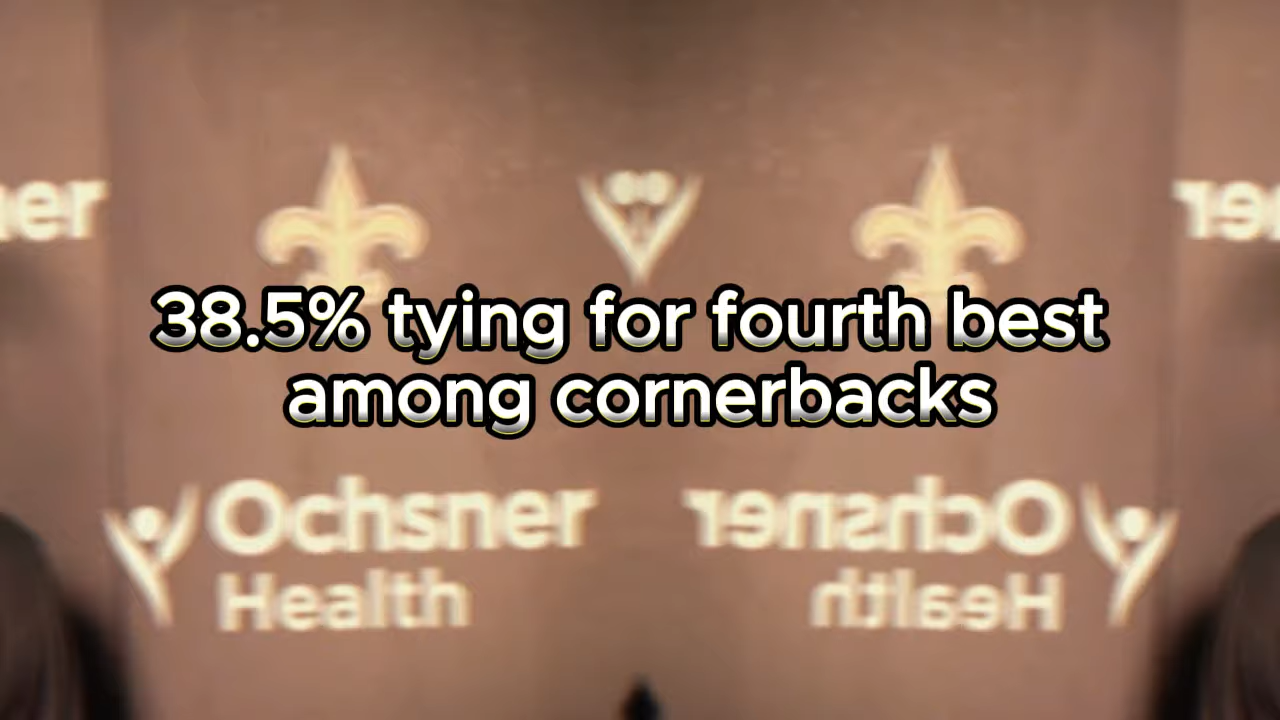 ner
ner
38.5% tying for fourth best
among cornerbacks
Ochsner
Health
Ochsner
Health